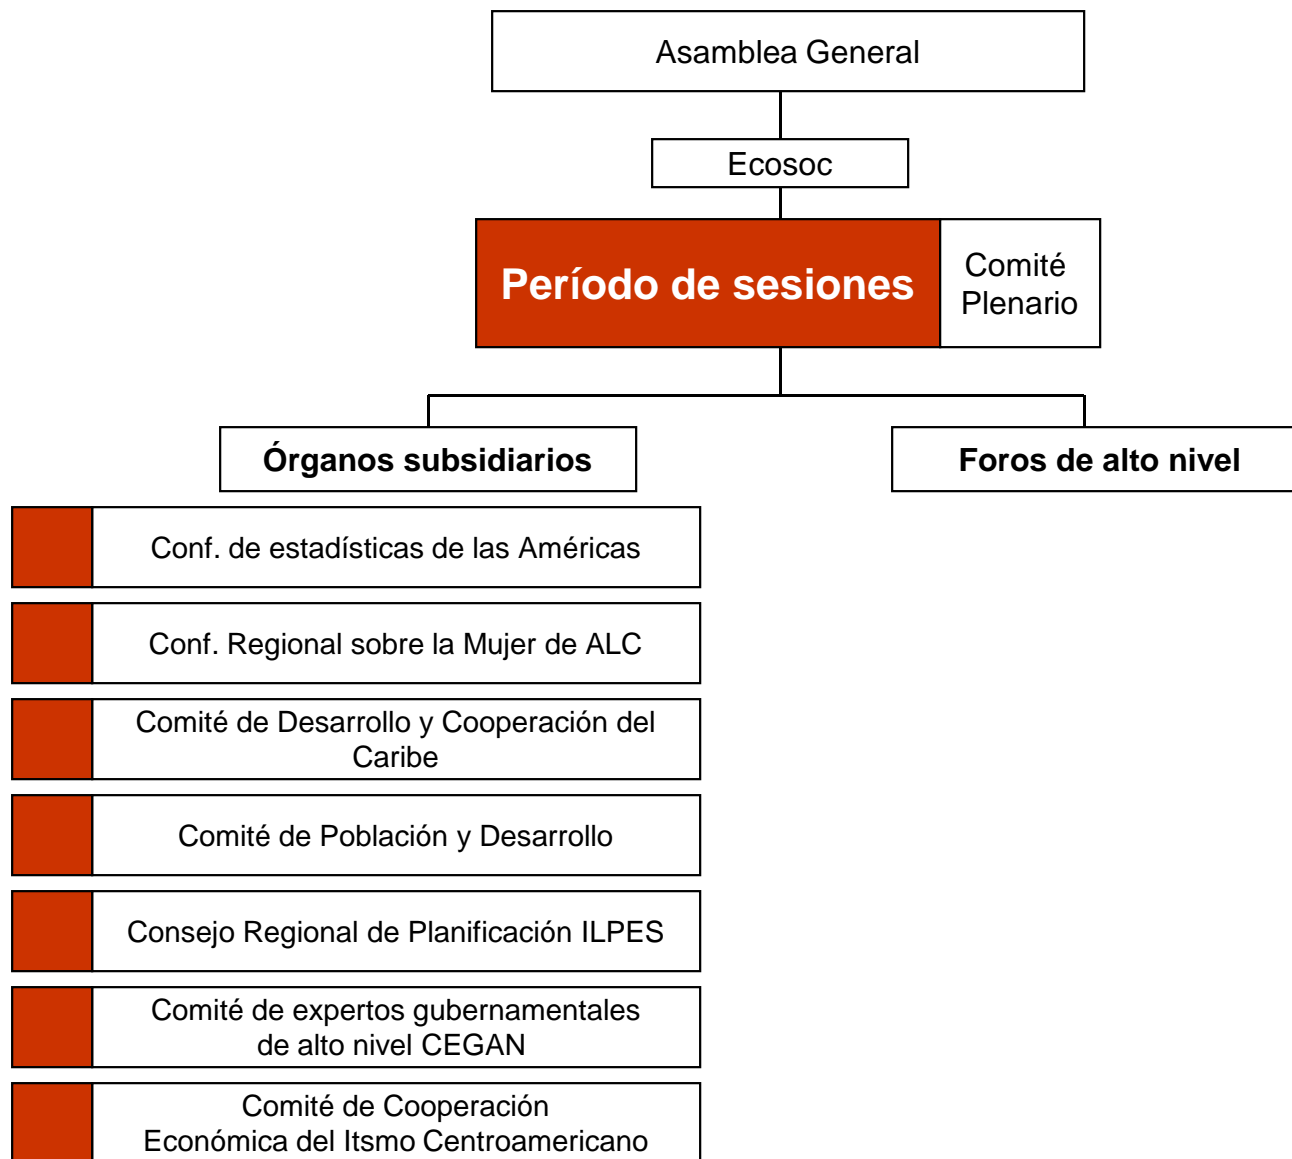 Asamblea General
Ecosoc
Período de sesiones
Comité
Plenario
Órganos subsidiarios
Foros de alto nivel
Conf. de estadísticas de las Américas
Conf. Regional sobre la Mujer de ALC
Comité de Desarrollo y Cooperación del
Caribe
Comité de Población y Desarrollo
Consejo Regional de Planificación ILPES
Comité de expertos gubernamentales
de alto nivel CEGAN
Comité de Cooperación
Económica del Itsmo Centroamericano